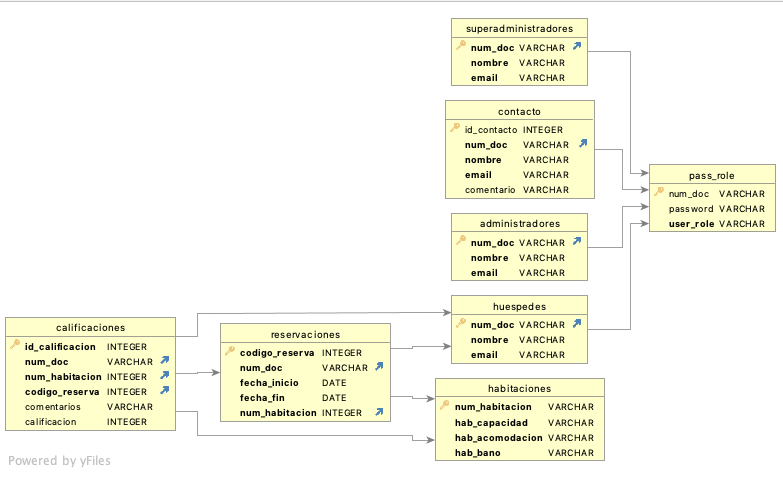 superadministradores
num_doc VARCHAR
nombre VARCHAR
email VARCHAR
contacto
id_contacto INTEGER
num_doc VARCHAR
nombre VARCHAR
email VARCHAR
comentario VARCHAR
pass_role
num_doc VARCHAR
password VARCHAR
user_role VARCHAR
administradores
num_doc VARCHAR
nombre VARCHAR
email VARCHAR
huespedes
num_doc VARCHAR
nombre VARCHAR
email VARCHAR
calificaciones
id_calificacion INTEGER
num_doc VARCHAR
num_habitacion INTEGER
codigo_reserva INTEGER
comentarios VARCHAR
calificacion INTEGER
reservaciones
codigo_reserva INTEGER
num_doc VARCHAR
fecha_inicio DATE
fecha_fin DATE
num_habitacion INTEGER
habitaciones
num_habitacion VARCHAR
hab_capacidad VARCHAR
hab_acomodacion VARCHAR
hab_bano VARCHAR
Powered by yFiles